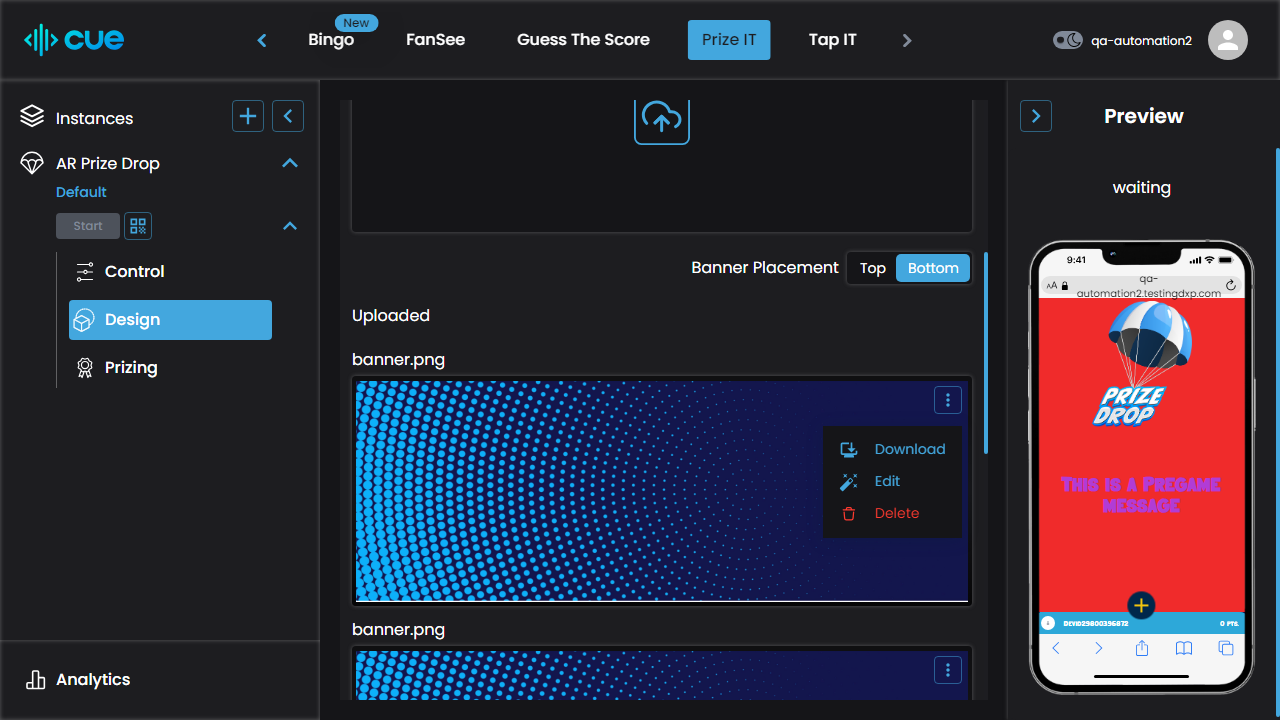 cue
New
Bingo
FanSee
Guess The Score
Prize IT
Tap IT
qa-automation2
Instances
AR Prize Drop
Default
Start
Control
Design
Prizing
Analytics
Banner Placement
Top
Bottom
Uploaded
banner.png
Download
Edit
Delete
banner.png
Preview
waiting
9:41
AA
qa-
automation2.testingdxp.com
PRIZE
DROP
This is a Pregame
message
0 PTS.